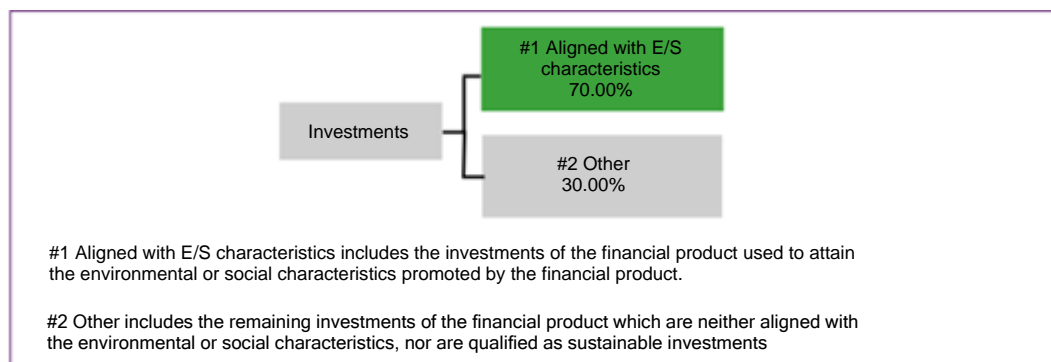 #1 Aligned with E/S
characteristics
70.00%
Investments
#2 Other
30.00%
#1 Aligned with E/S characteristics includes the investments of the financial product used to attain
the environmental or social characteristics promoted by the financial product.
#2 Other includes the remaining investments of the financial product which are neither aligned with
the environmental or social characteristics, nor are qualified as sustainable investments